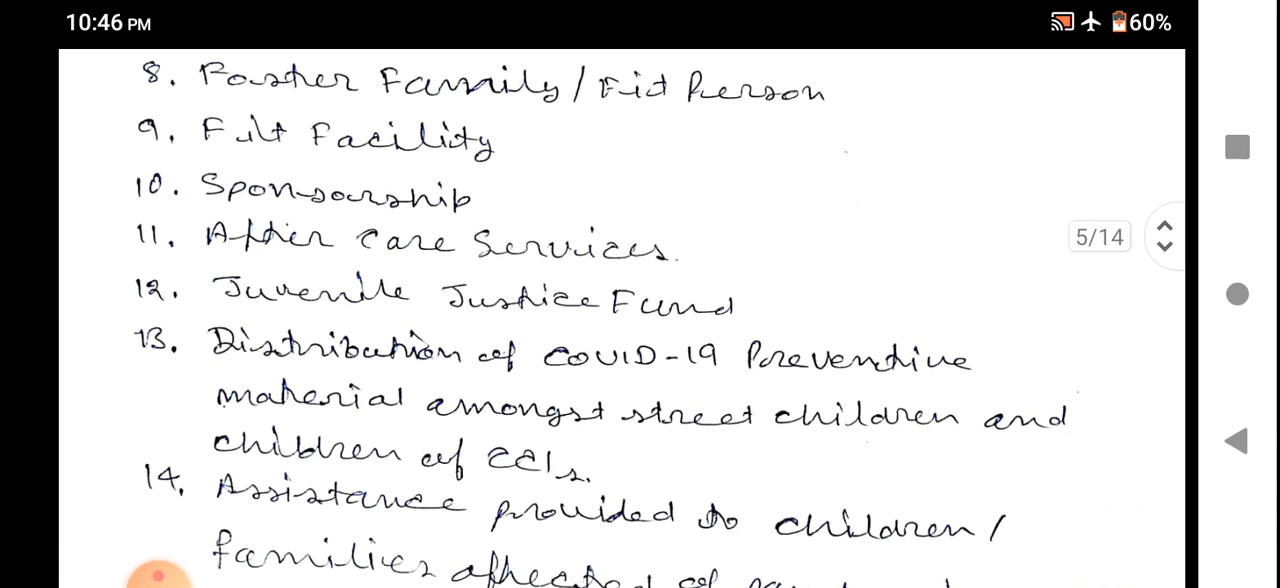 10:46 PM
60%
8. Foster Family / Fit Person
9. Fit Facility
10. Sponsorship
11. After Care Services.
5/14
12. Juvenile Justice Fund
13. Distribution of COVID-19 Preventive
material amongst street children and
children of CCIs.
14. Assistance provided to children /
families affected of